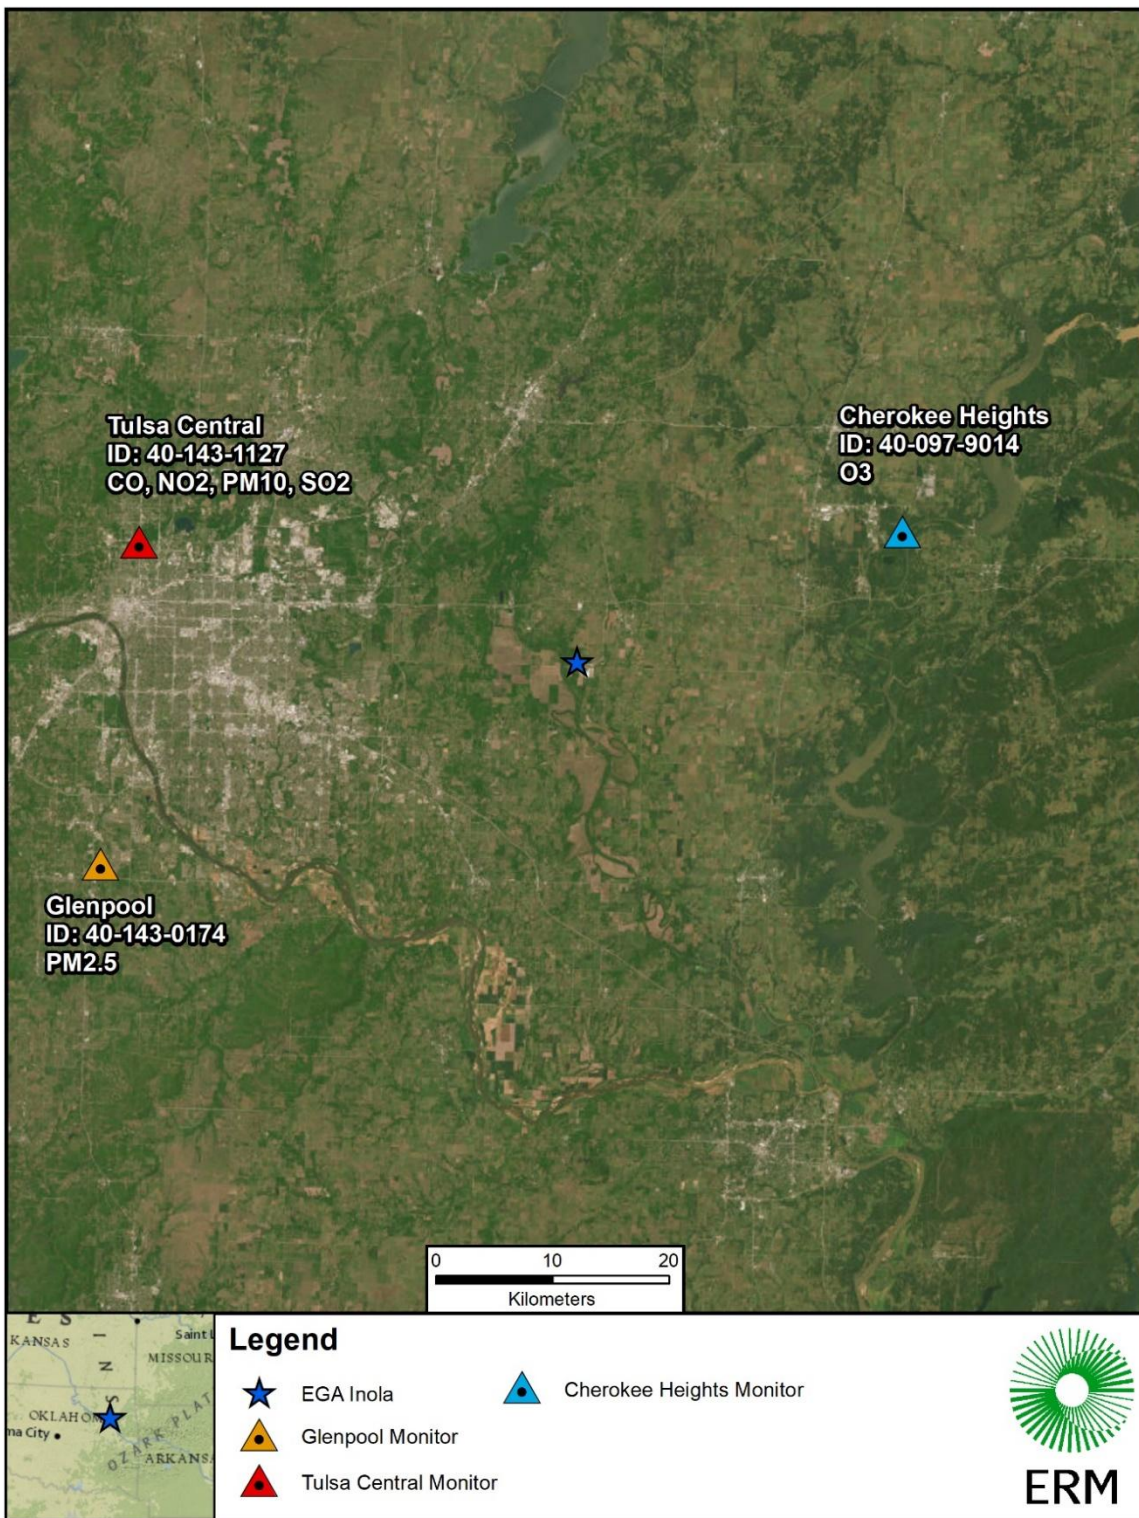 Tulsa Central
ID: 40-143-1127
CO, NO2, PM10, SO2
Cherokee Heights
ID: 40-097-9014
O3
Glenpool
ID: 40-143-0174
PM2.5
0 10 20
Kilometers
E S
KANSAS
I
N
S
Saint L
MISSOUR
OKLAHOM
ma City
OZARK PLAT
ARKANSA
Legend
EGA Inola
Glenpool Monitor
Tulsa Central Monitor
Cherokee Heights Monitor
ERM